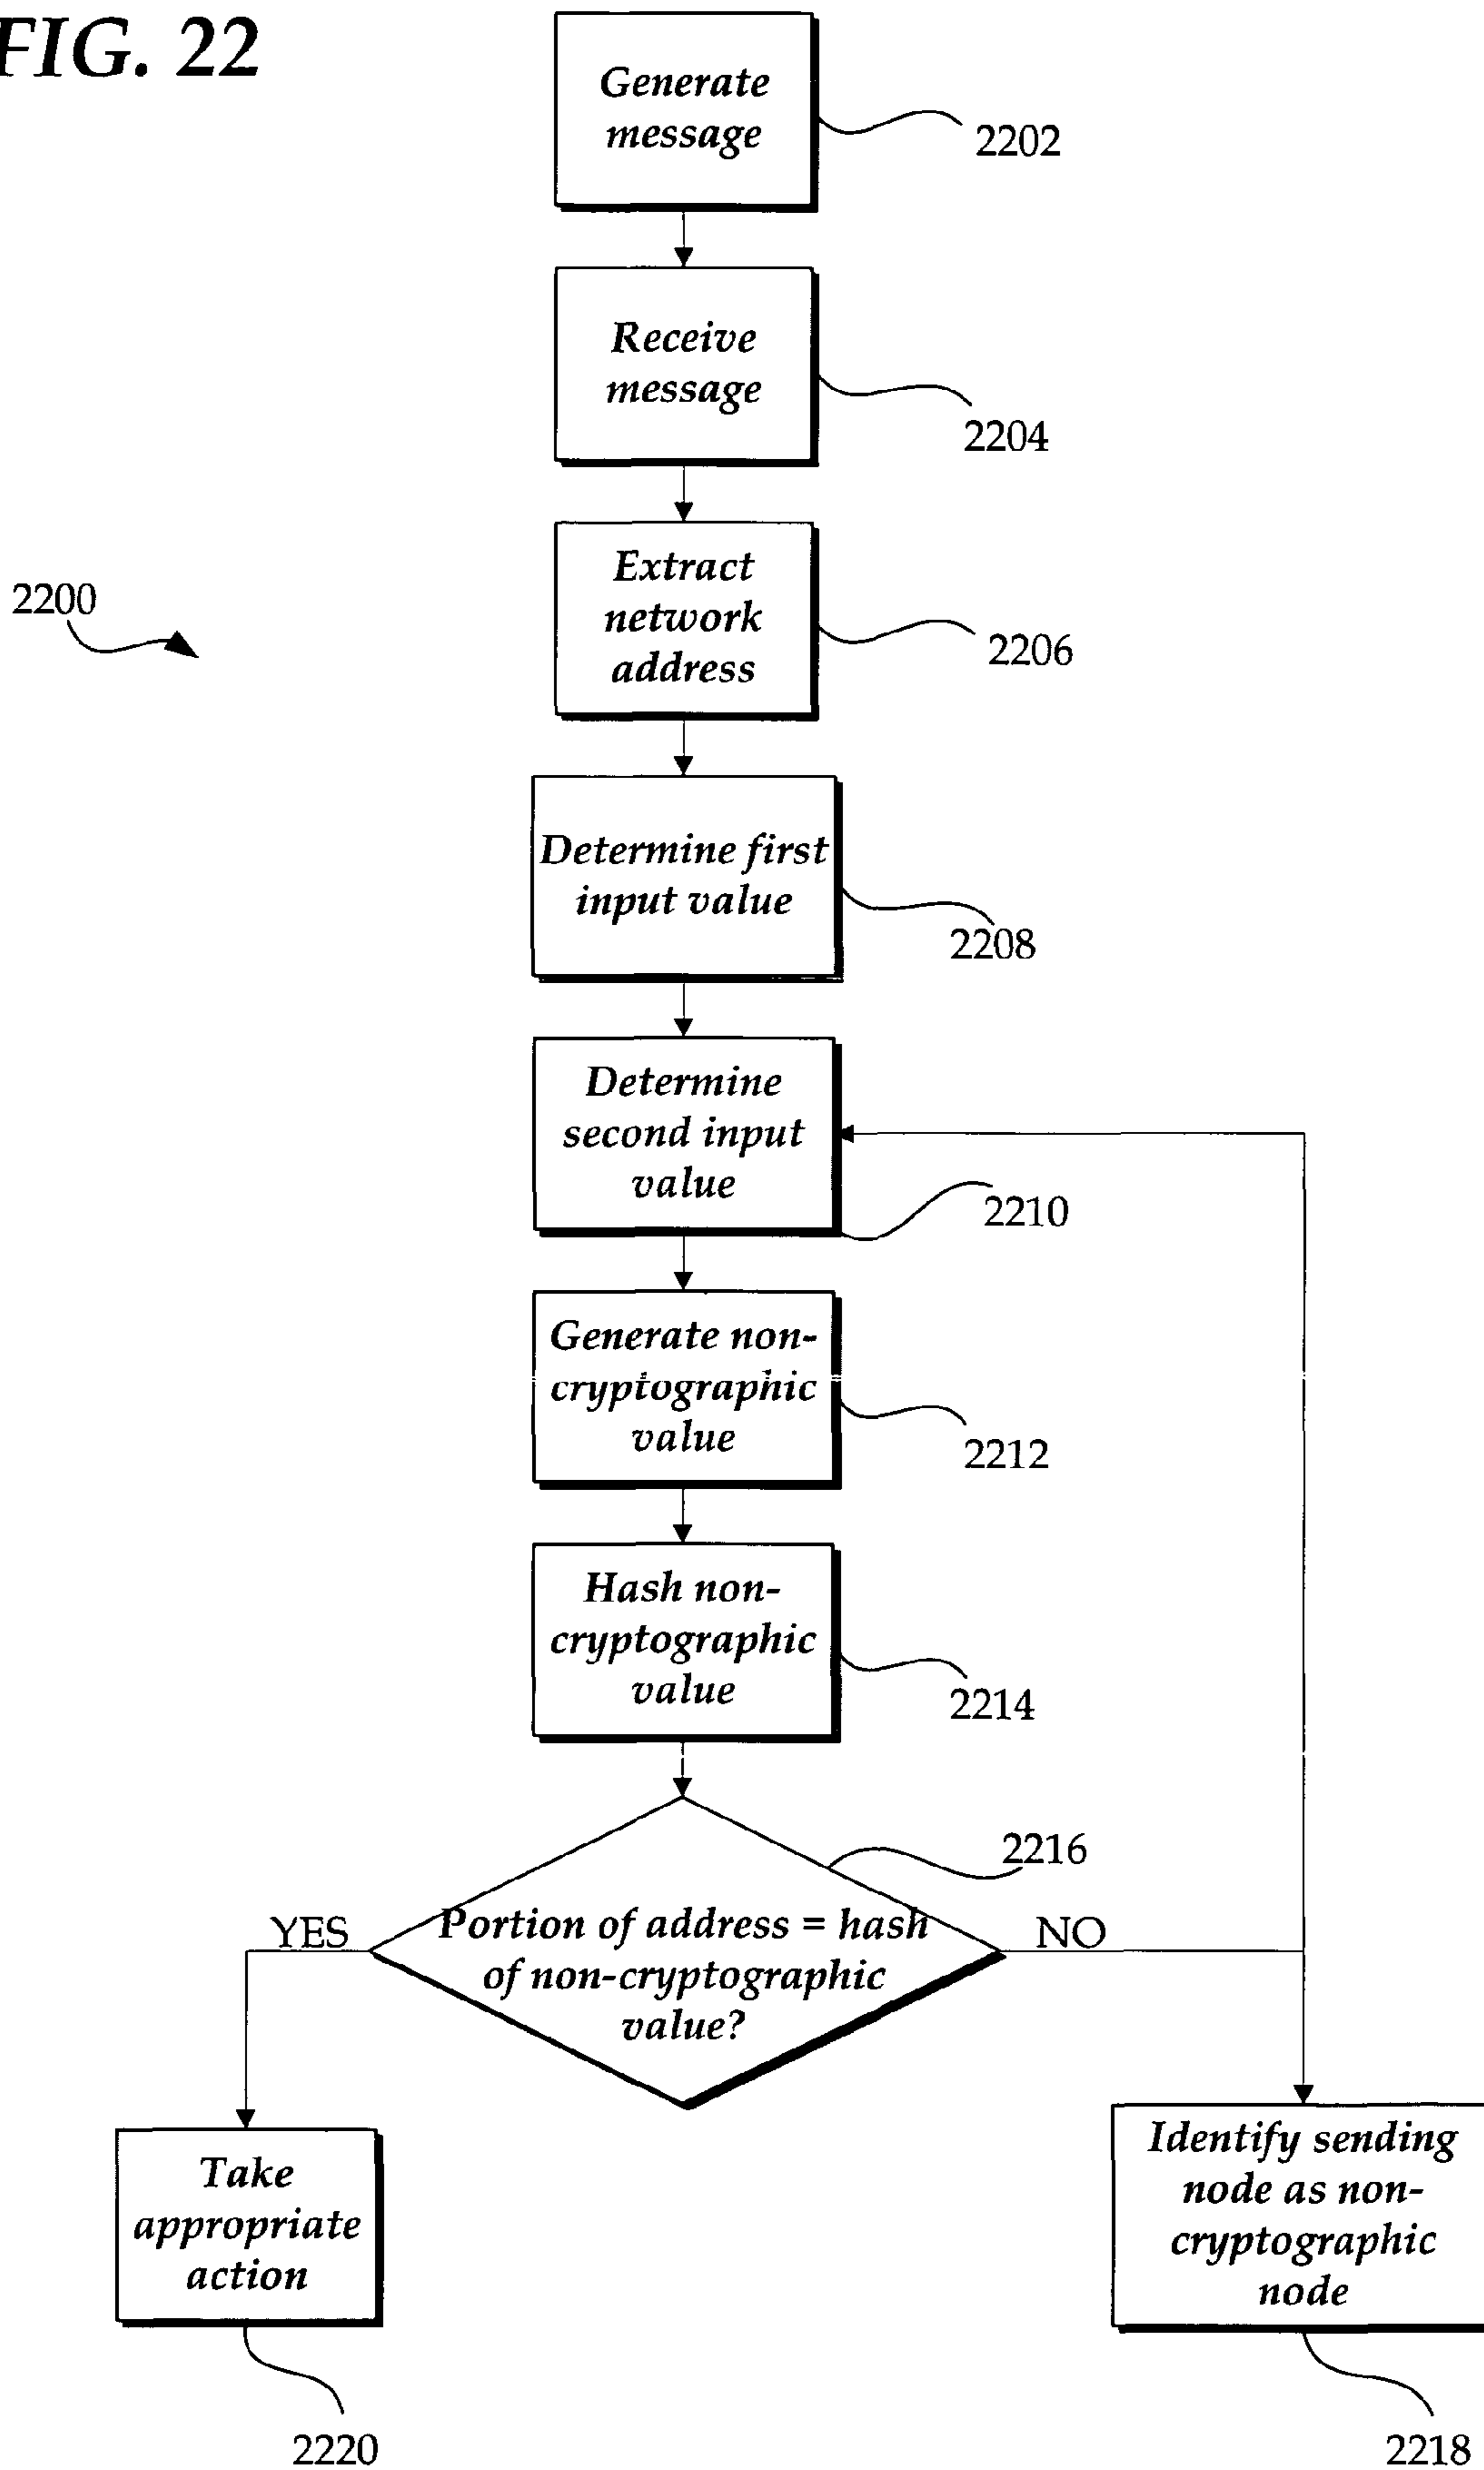 FIG. 22
Generate
message
2202
Receive
message
2204
Extract
network
address
2206
2200
Determine first
input value
2208
Determine
second input
value
2210
Generate non-
cryptographic
value
2212
Hash non-
cryptographic
value
2214
2216
Portion of address = hash
of non-cryptographic
value?
YES
NO
Take
appropriate
action
2220
Identify sending
node as non-
cryptographic
node
2218